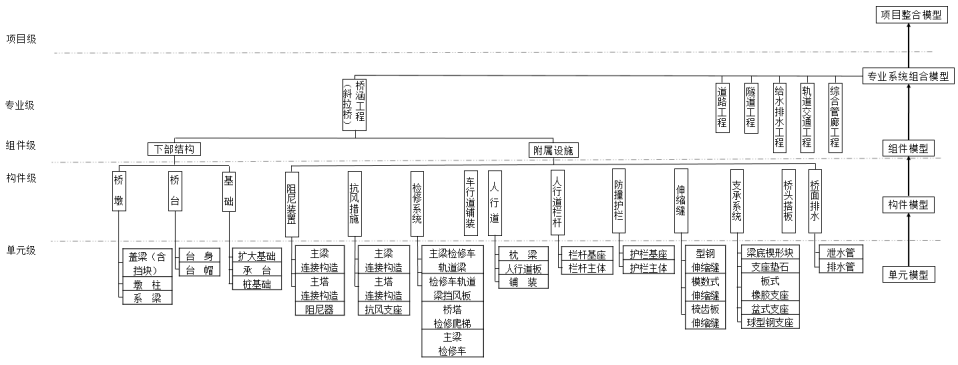 项目整合模型
项目级
专业系统组合模型
专业级
桥涵工程
（斜拉桥）
道路工程
隧道工程
给水排水工程
轨道交通工程
综合管廊工程
组件级
下部结构
附属设施
组件模型
构件级
桥墩
桥台
基础
阻尼装置
抗风措施
检修系统
车行道铺装
人行道
人行道栏杆
防撞护栏
伸缩缝
支承系统
桥头搭板
桥面排水
构件模型
单元级
盖梁（含
挡块）
墩柱
系梁
台身
台帽
扩大基础
承台
桩基础
主梁
连接构造
主塔
连接构造
阻尼器
主梁
连接构造
主塔
连接构造
抗风支座
主梁检修车
轨道梁
检修车轨道
梁挡风板
桥塔
检修爬梯
主梁
检修车
枕梁
人行道板
铺装
栏杆基座
栏杆主体
护栏基座
护栏主体
型钢
伸缩缝
模数式
伸缩缝
梳齿板
伸缩缝
梁底楔形块
支座垫石
板式
橡胶支座
盆式支座
球型钢支座
泄水管
排水管
单元模型